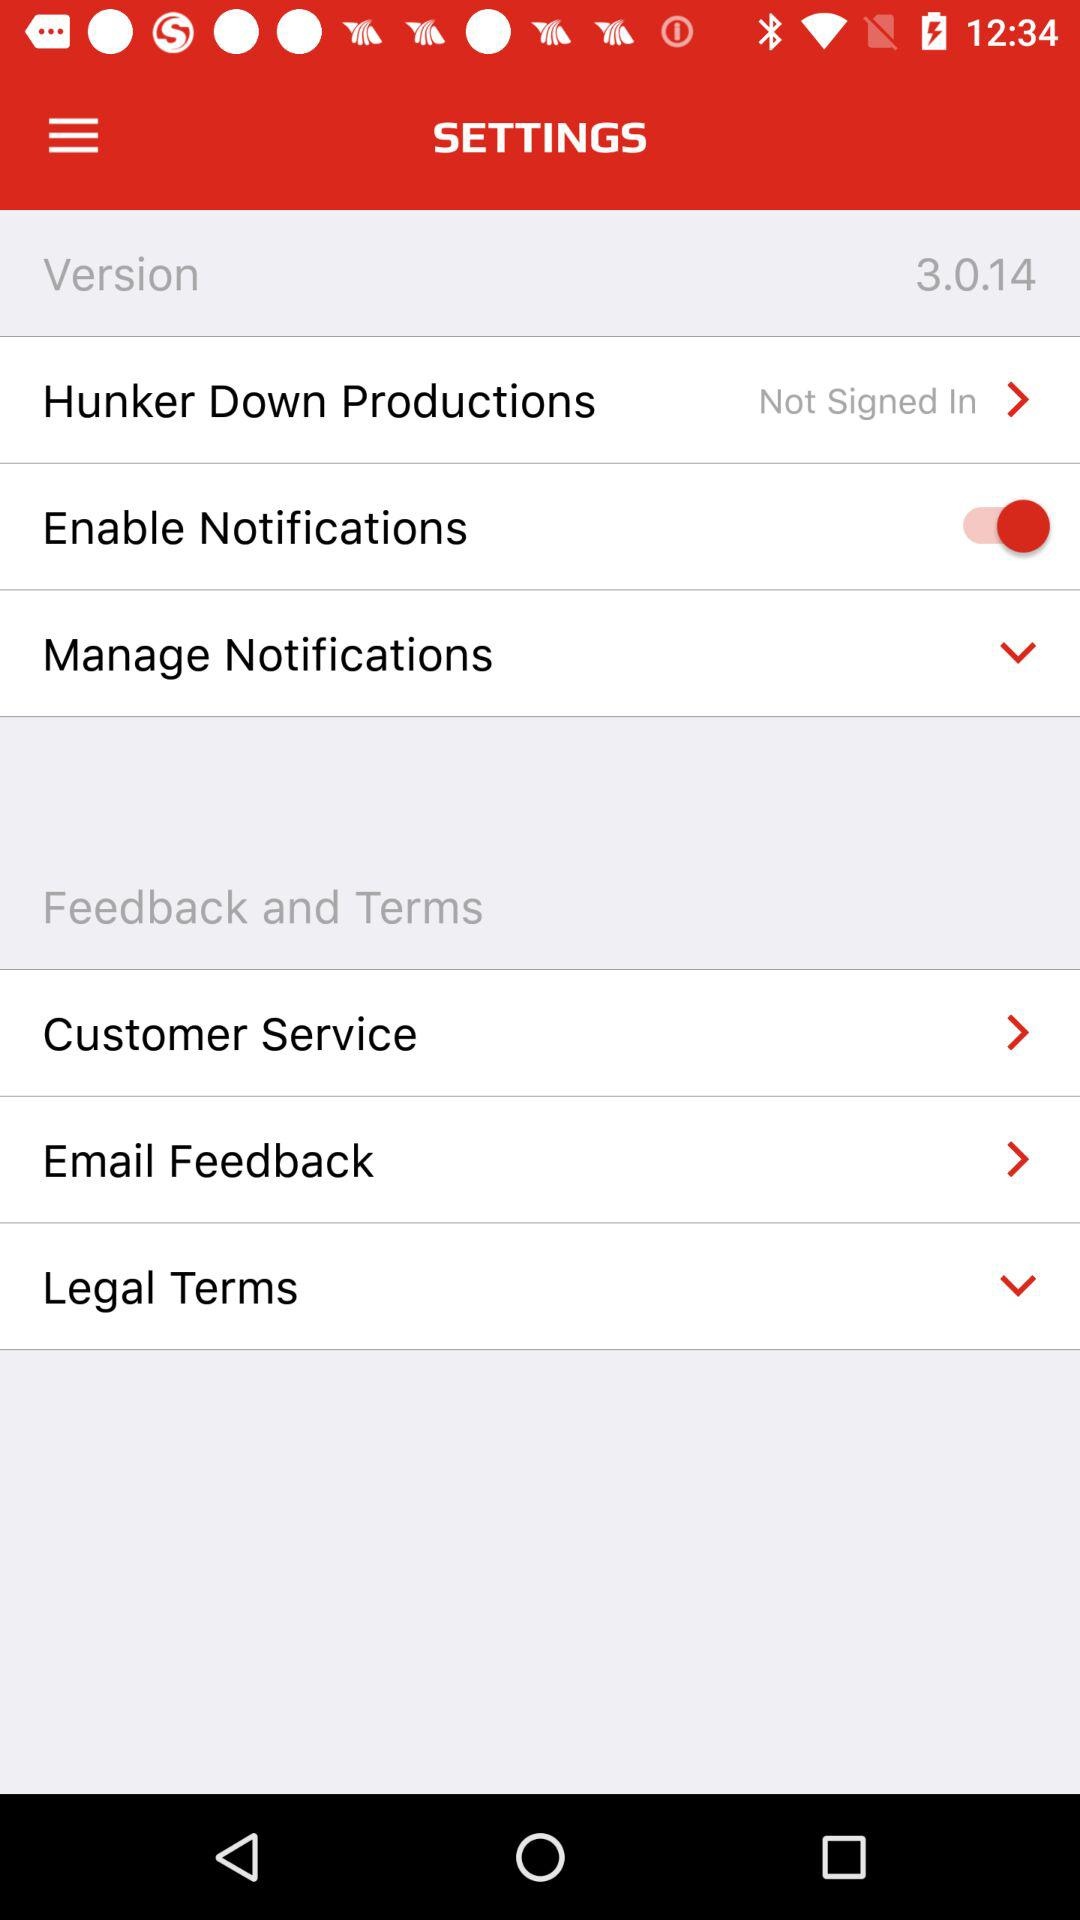 12:34
SETTINGS
Version 3.0.14
Hunker Down Productions Not Signed In
Enable Notifications
Manage Notifications
Feedback and Terms
Customer Service
Email Feedback
Legal Terms